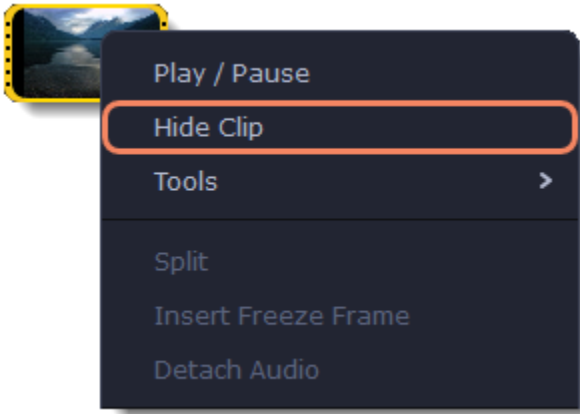 Play / Pause
Hide Clip
Tools
Split
Insert Freeze Frame
Detach Audio